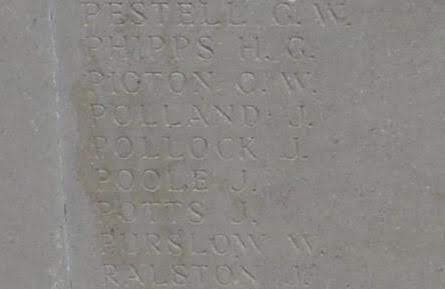 PESTELL G. W.
PHIPPS H. G.
PICTON C. W.
POLLAND J.
POLLOCK J.
POOLE J.
POTTS J.
PURSLOW W.
RALSTON J.